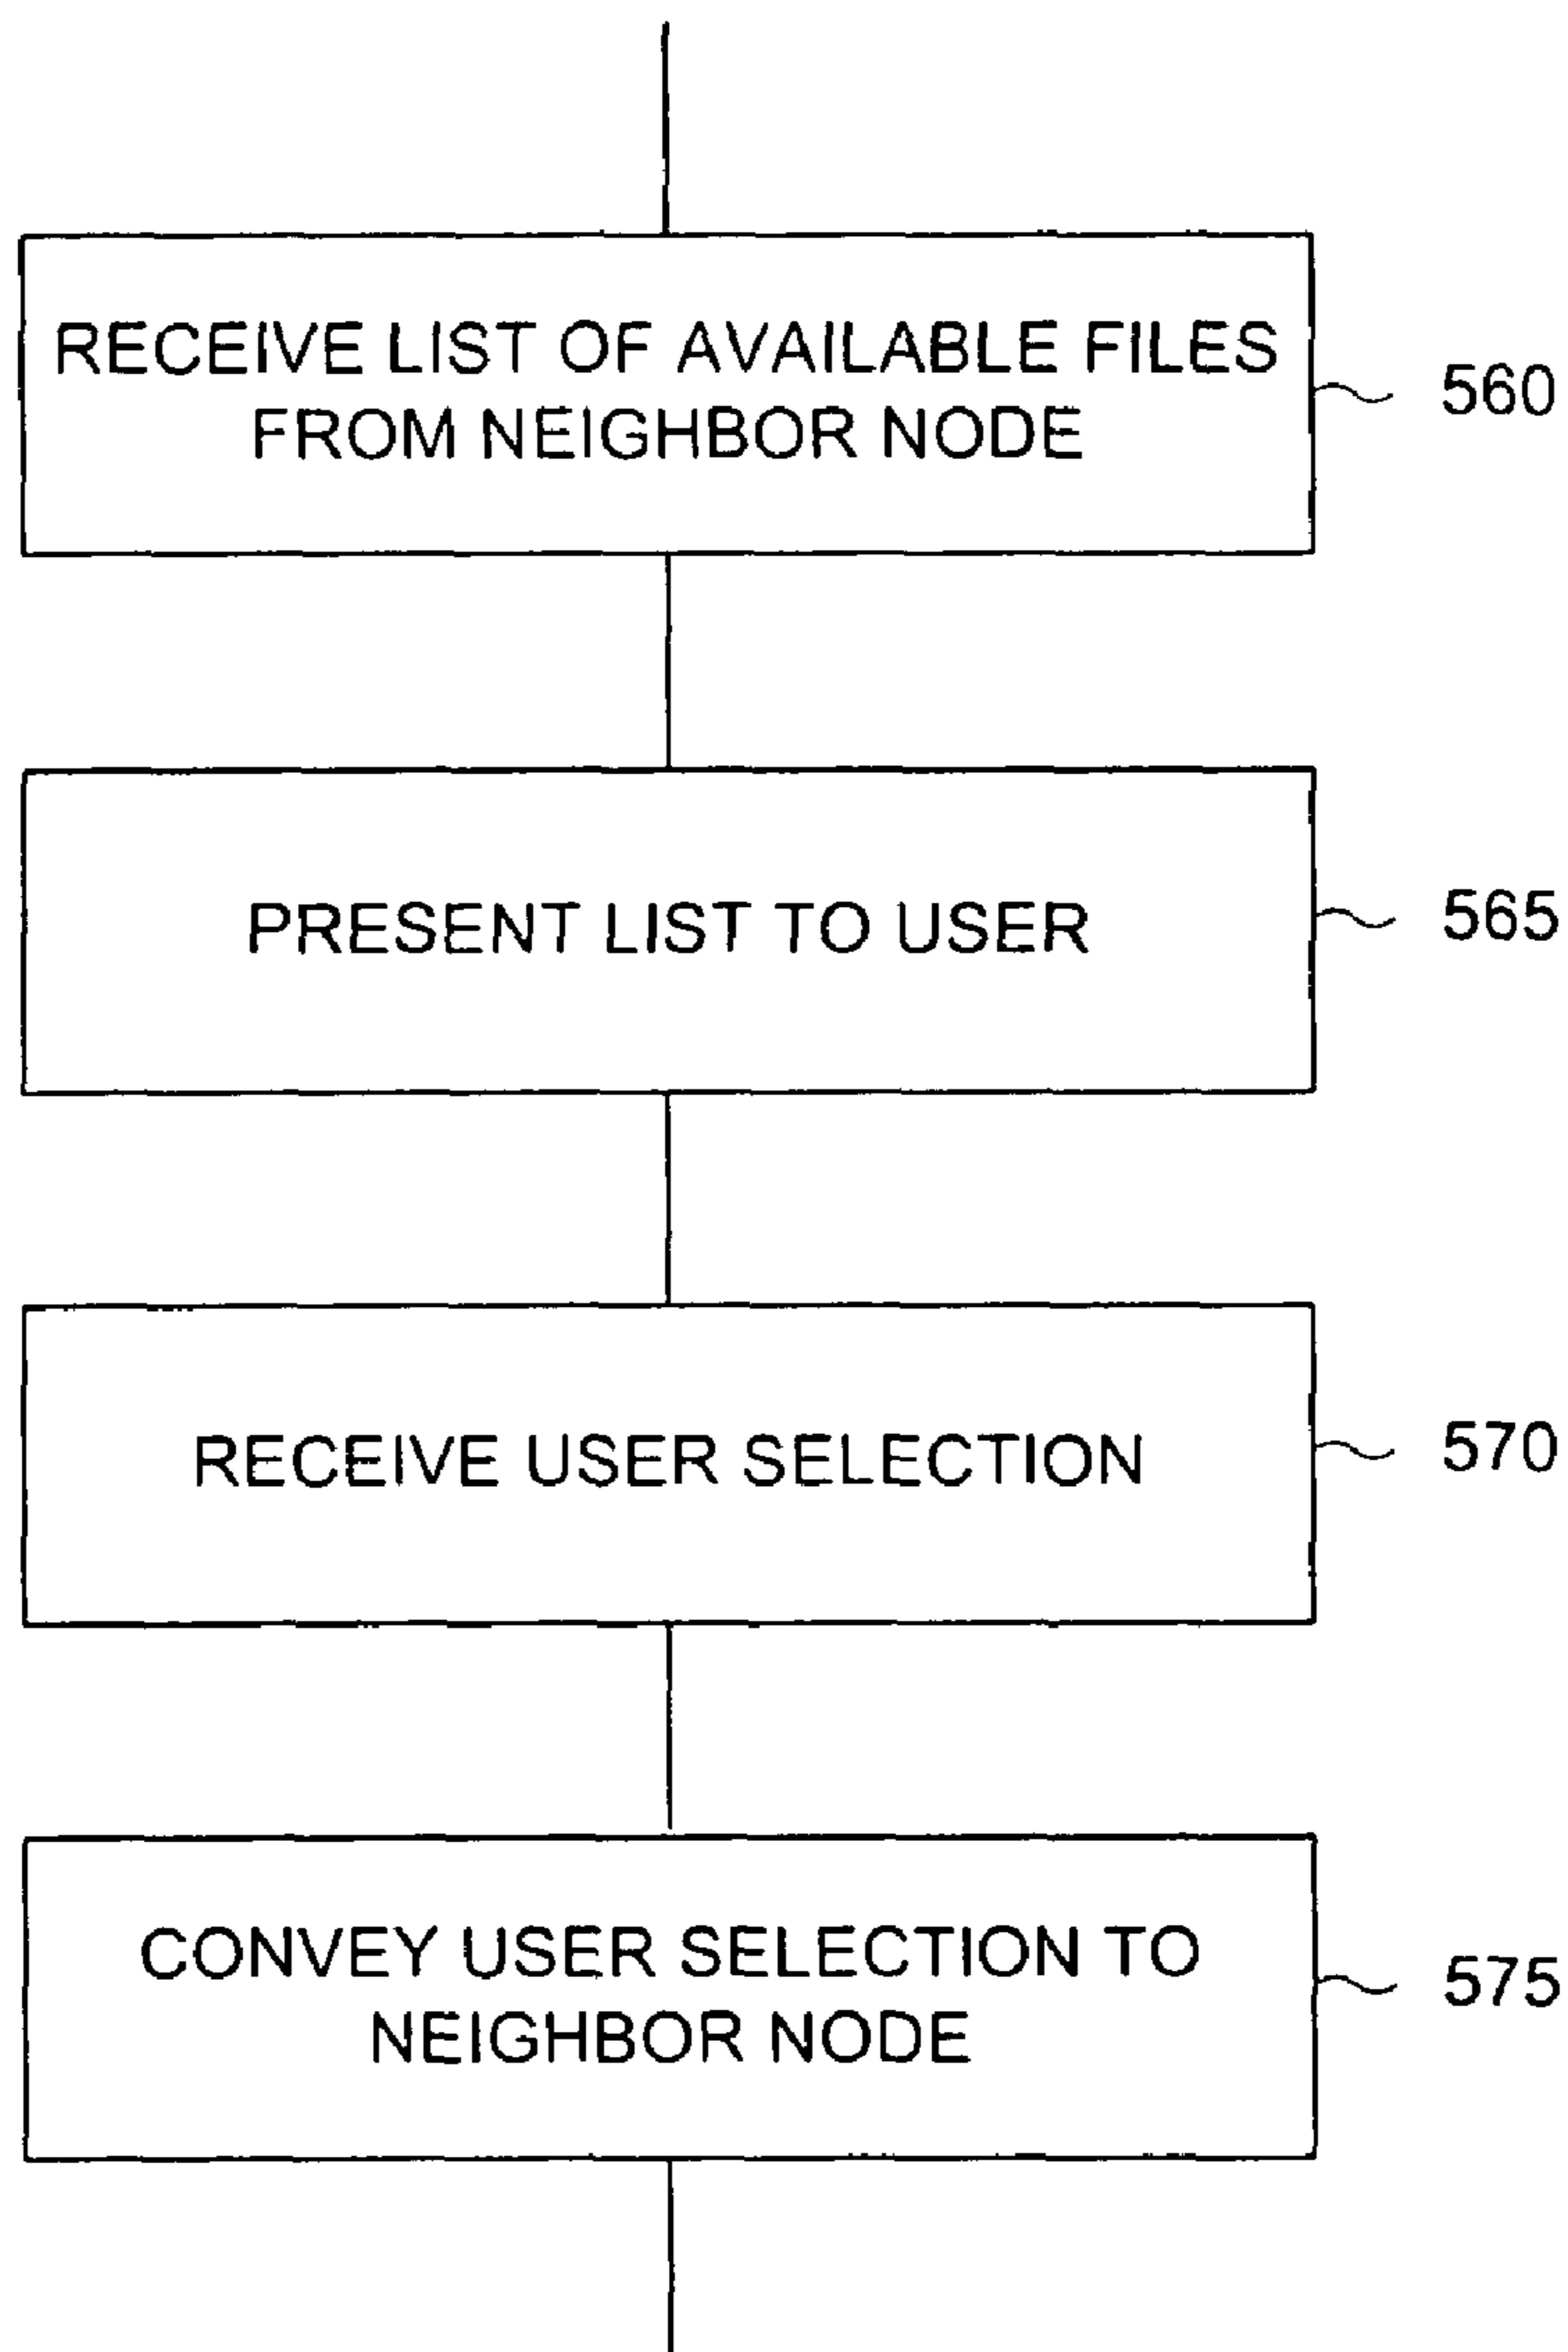 RECEIVE LIST OF AVAILABLE FILES
FROM NEIGHBOR NODE
560
PRESENT LIST TO USER
565
RECEIVE USER SELECTION
570
CONVEY USER SELECTION TO
NEIGHBOR NODE
575